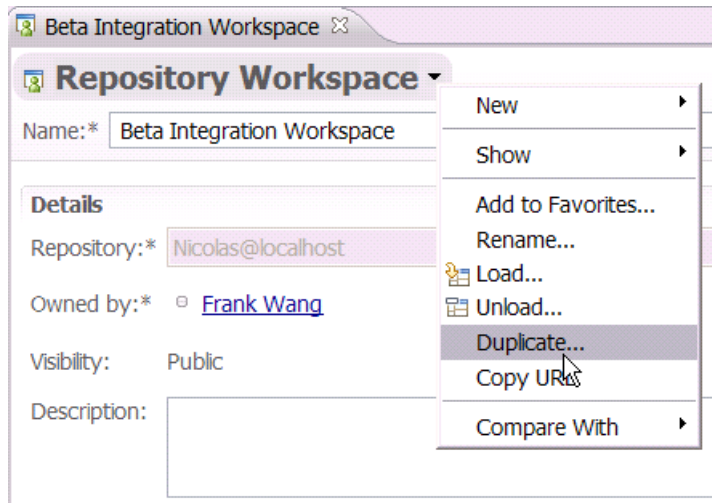 Beta Integration Workspace
Repository Workspace
Name:* Beta Integration Workspace
Details
Repository:* Nicolas@localhost
Owned by:* Frank Wang
Visibility: Public
Description:
New
Show
Add to Favorites...
Rename...
Load...
Unload...
Duplicate...
Copy URL
Compare With